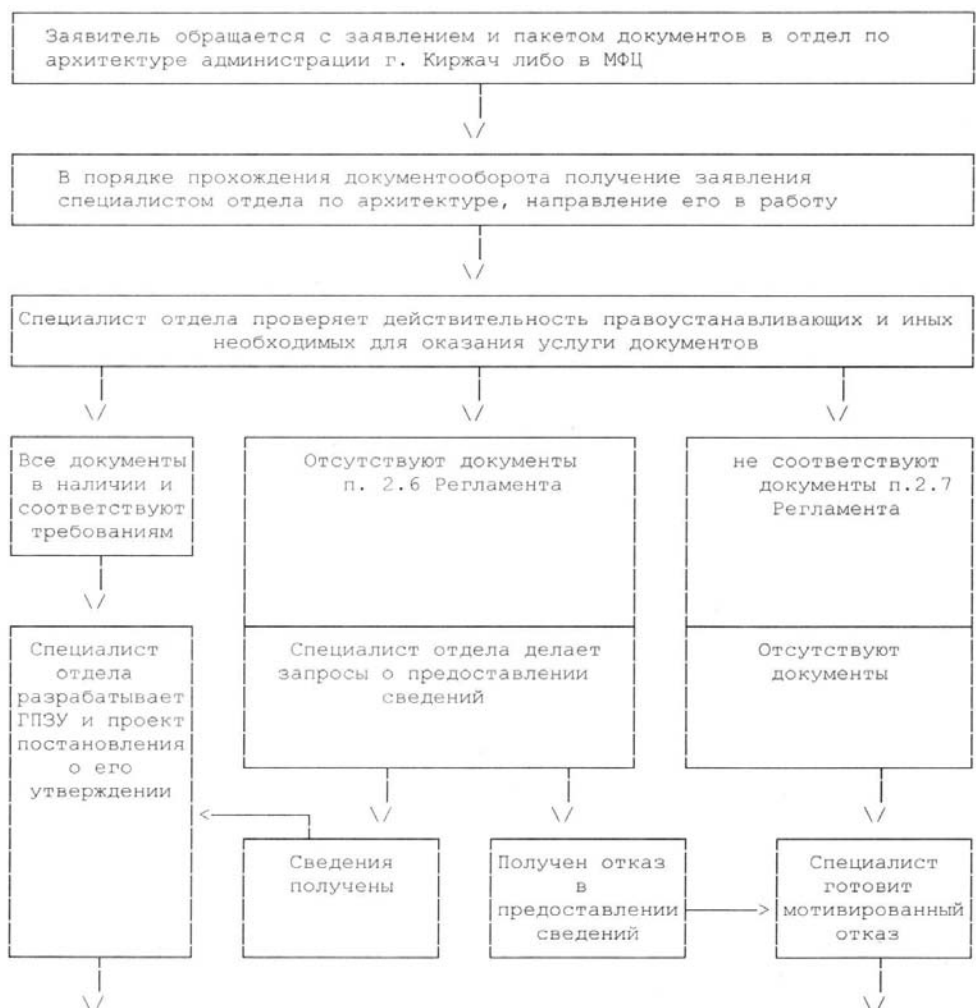 Заявитель обращается с заявлением и пакетом документов в отдел по
архитектуре администрации г. Киржач либо в МФЦ
В порядке прохождения документооборота получение заявления
специалистом отдела по архитектуре, направление его в работу
Специалист отдела проверяет действительность правоустанавливающих и иных
необходимых для оказания услуги документов
Все документы
в наличии и
соответствуют
требованиям
Отсутствуют документы
п. 2.6 Регламента
не соответствуют
документы п.2.7
Регламента
Специалист
отдела
разрабатывает
ГПЗУ и проект
постановления
о его
утверждении
Специалист отдела делает
запросы о предоставлении
сведений
Отсутствуют
документы
Сведения
получены
Получен отказ
в
предоставлении
сведений
Специалист
готовит
мотивированный
отказ